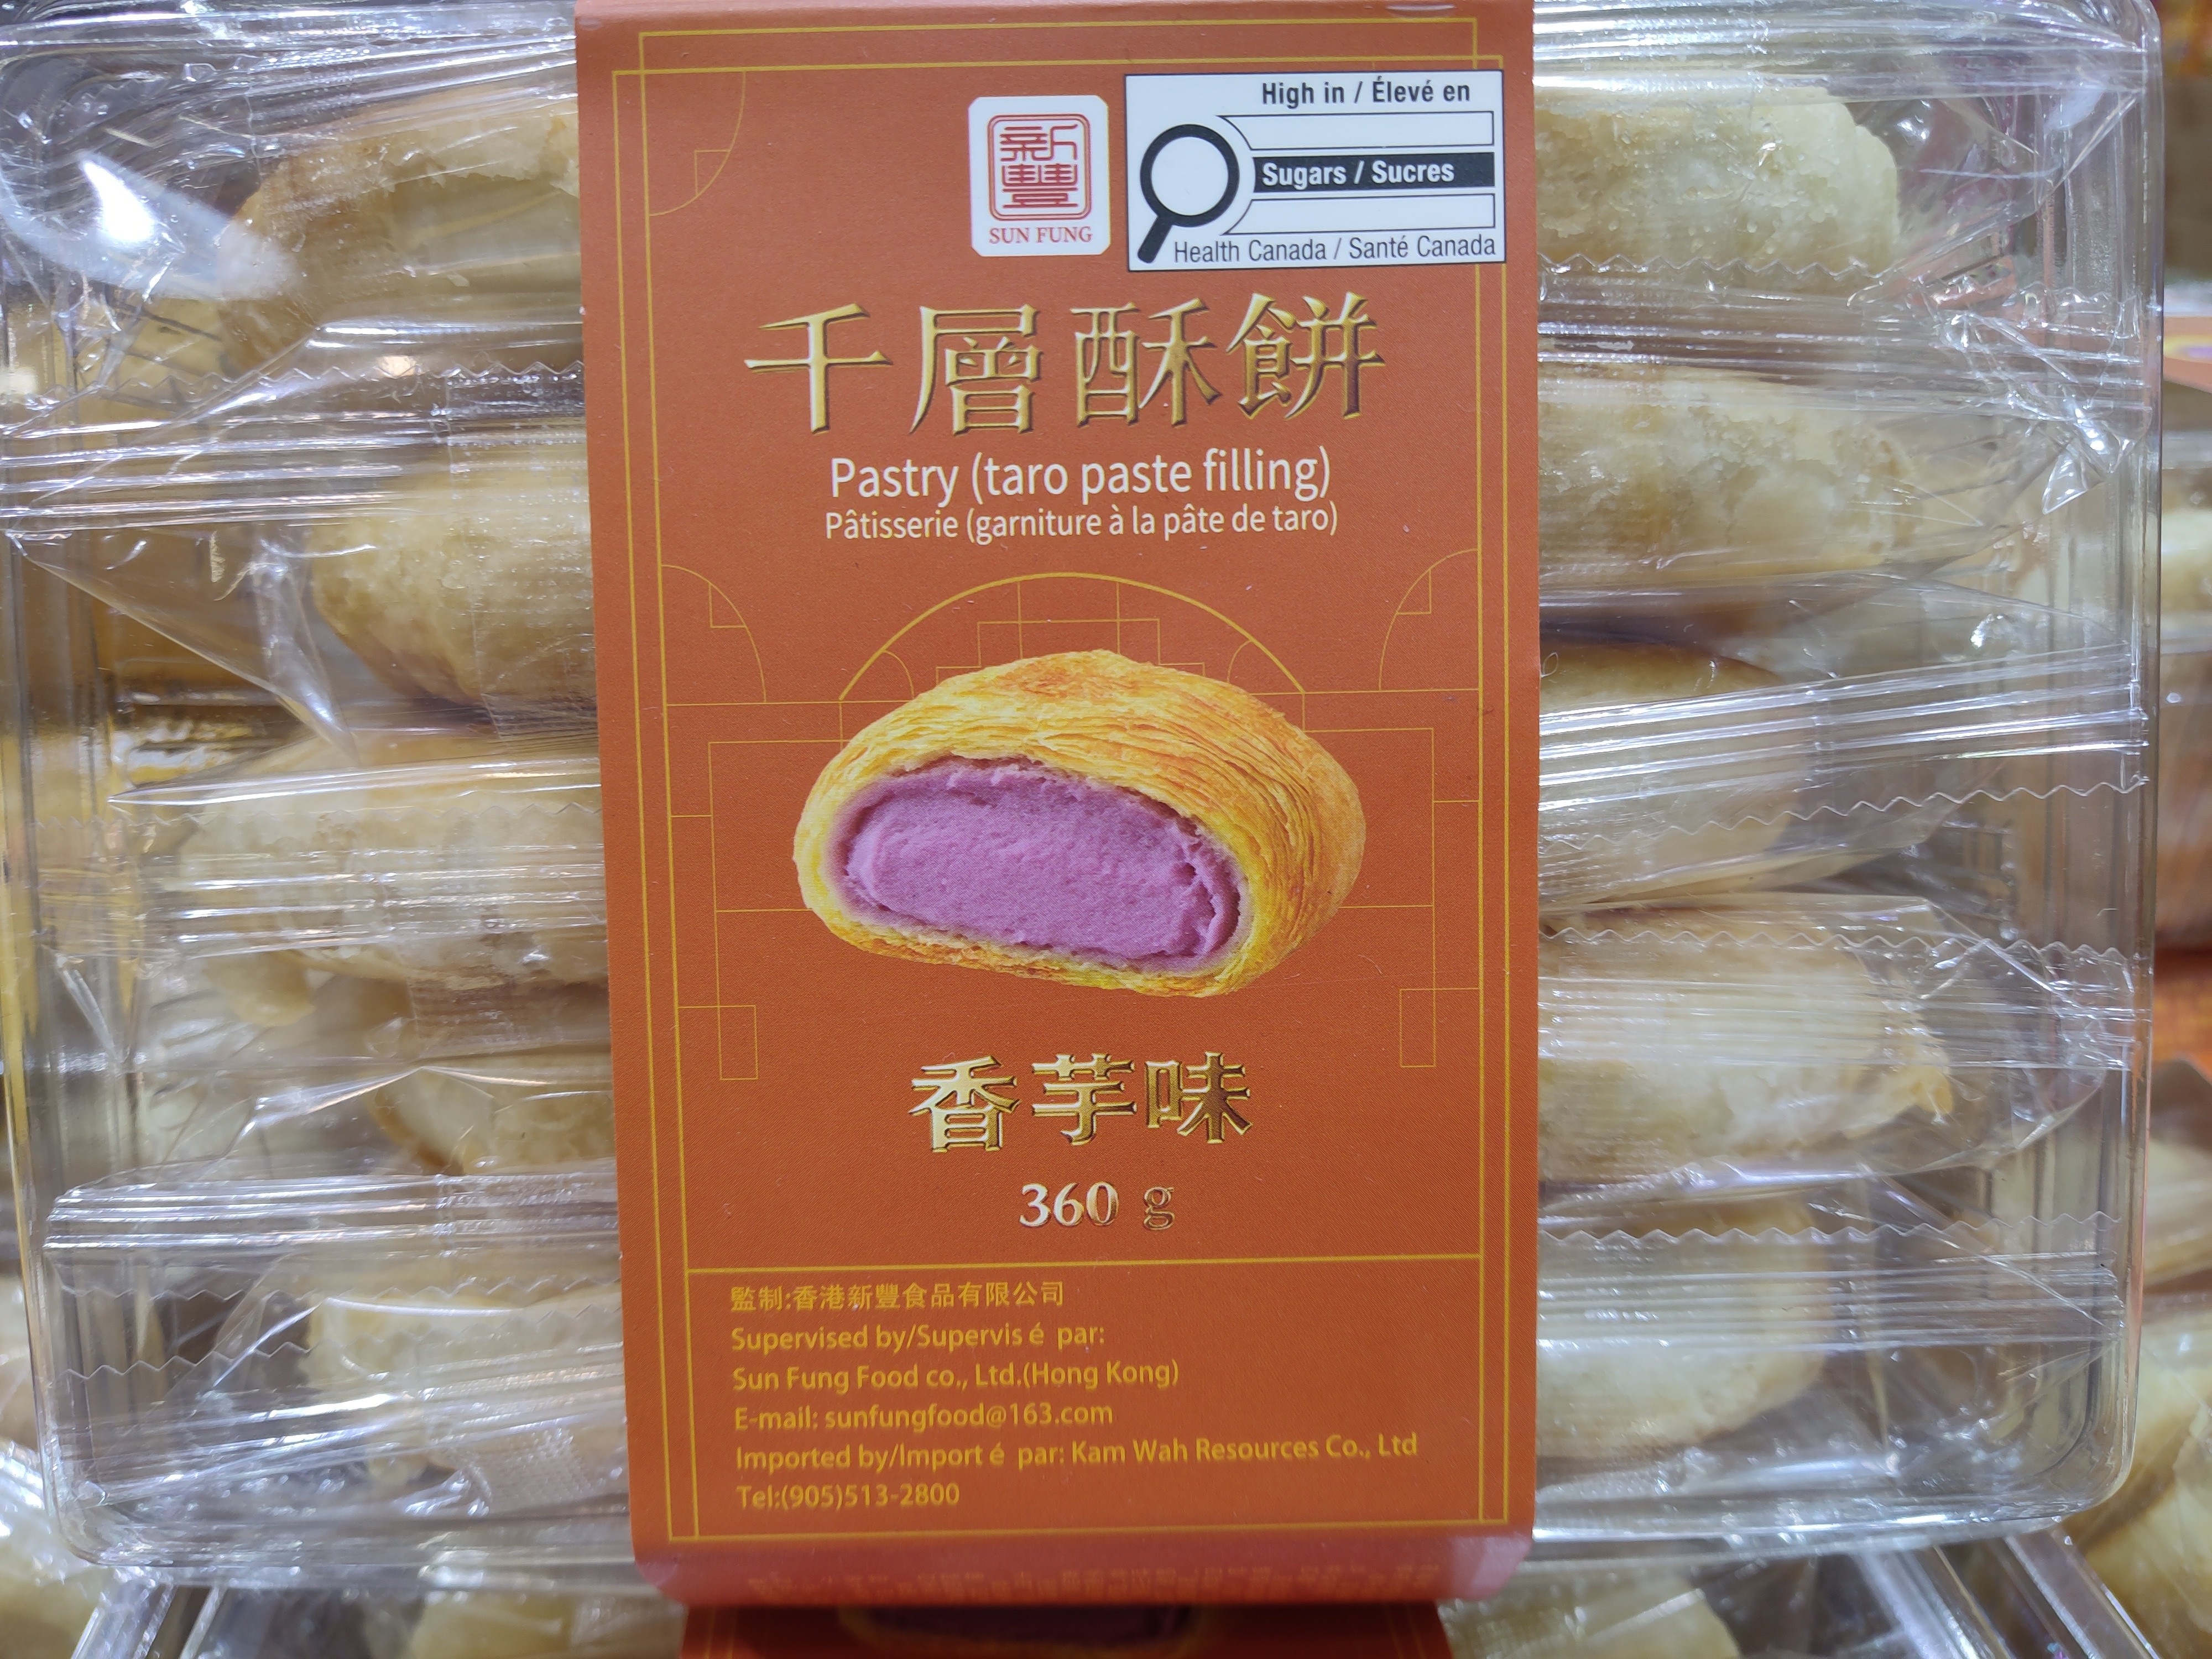 新豐
SUN FUNG
High in / Élevé en
Sugars / Sucres
Health Canada / Santé Canada
千層酥餅
Pastry (taro paste filling)
Pâtisserie (garniture à la pâte de taro)
香芋味
360 g
監制:香港新豐食品有限公司
Supervised by/Supervis é par:
Sun Fung Food co., Ltd.(Hong Kong)
E-mail: sunfungfood@163.com
Imported by/Import é par: Kam Wah Resources Co., Ltd
Tel:(905)513-2800